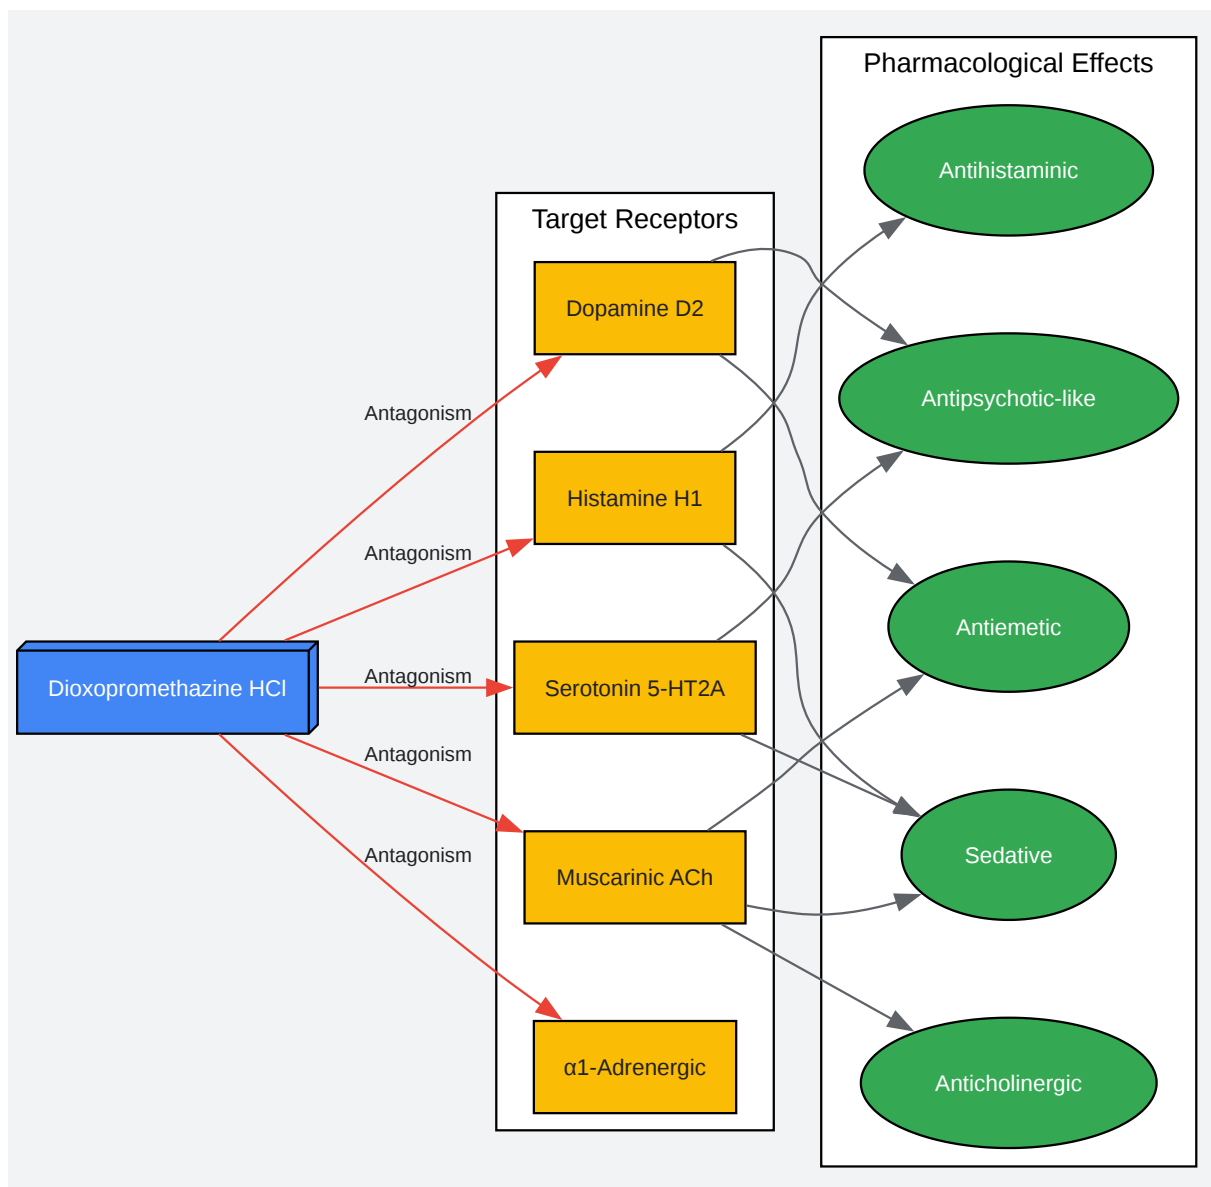 Pharmacological Effects
Antihistaminic
Target Receptors
Dopamine D2
Antipsychotic-like
Antagonism
Histamine H1
Antagonism
Antiemetic
Antagonism
Dioxopromethazine HCl
Serotonin 5-HT2A
Antagonism
Sedative
Antagonism
Muscarinic ACh
α1-Adrenergic
Anticholinergic